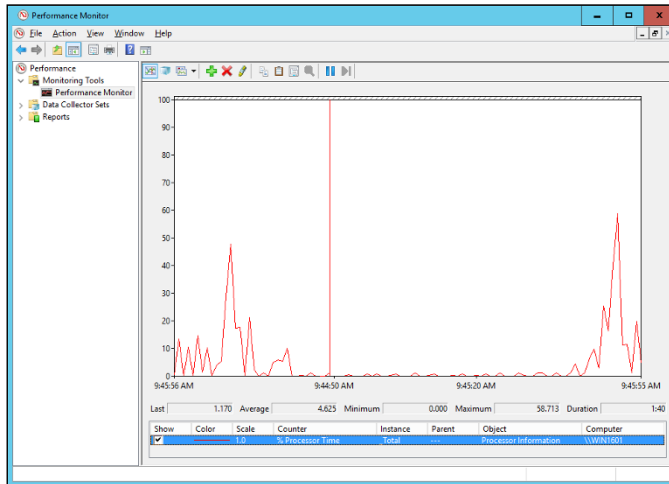 Performance Monitor
File Action View Window Help
Performance
Monitoring Tools
Performance Monitor
Data Collector Sets
Reports
100
90
80
70
60
50
40
30
20
10
0
9:45:56 AM 9:44:50 AM 9:45:20 AM 9:45:55 AM
Last 1.170 Average 4.625 Minimum 0.000 Maximum 58.713 Duration 1:40
Show Color Scale Counter Instance Parent Object Computer
1.0 % Processor Time _Total --- Processor Information \\WIN1601